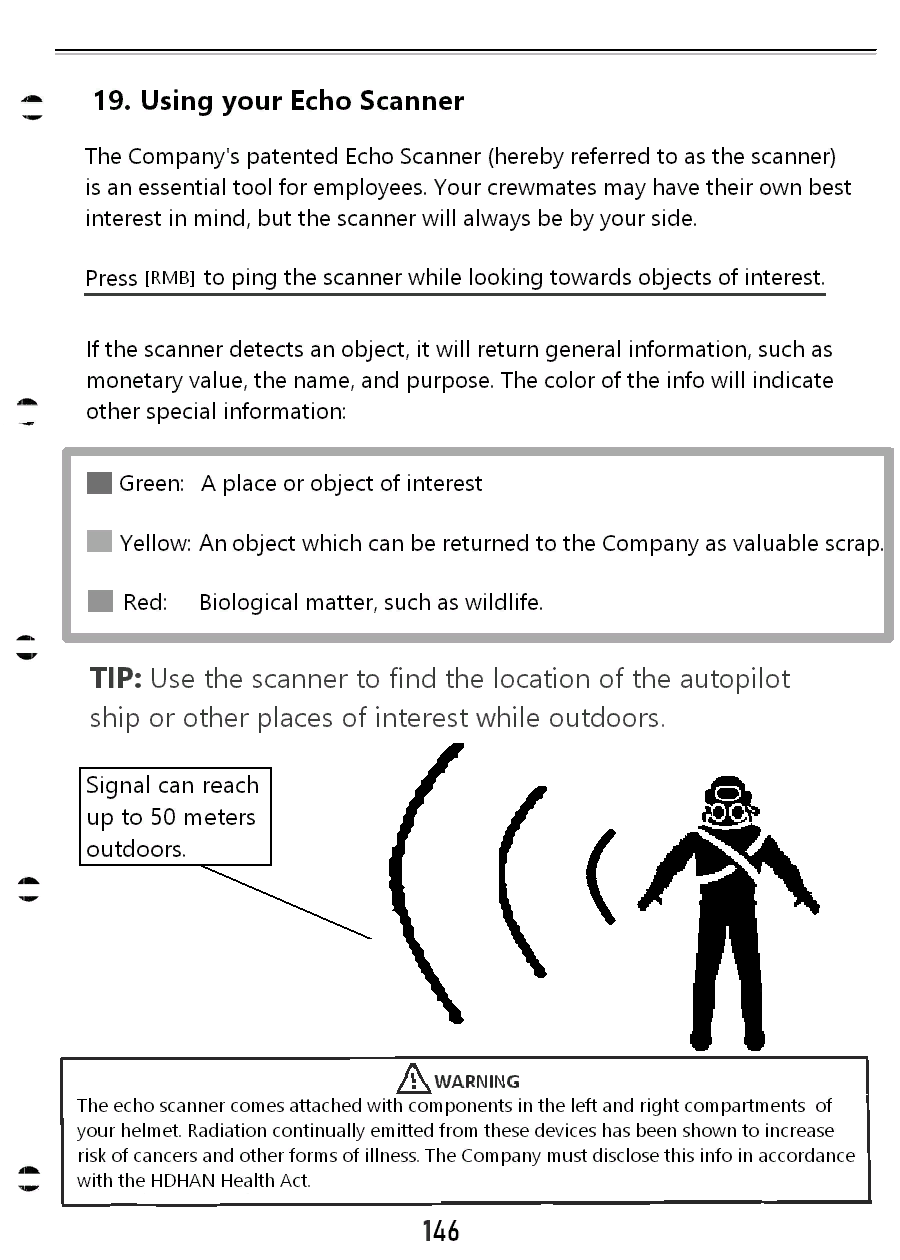 19. Using your Echo Scanner
The Company's patented Echo Scanner (hereby referred to as the scanner)
is an essential tool for employees. Your crewmates may have their own best
interest in mind, but the scanner will always be by your side.
Press [RMB] to ping the scanner while looking towards objects of interest.
If the scanner detects an object, it will return general information, such as
monetary value, the name, and purpose. The color of the info will indicate
other special information:
Green: A place or object of interest
Yellow: An object which can be returned to the Company as valuable scrap.
Red: Biological matter, such as wildlife.
TIP: Use the scanner to find the location of the autopilot
ship or other places of interest while outdoors.
Signal can reach
up to 50 meters
outdoors.
WARNING
The echo scanner comes attached with components in the left and right compartments of
your helmet. Radiation continually emitted from these devices has been shown to increase
risk of cancers and other forms of illness. The Company must disclose this info in accordance
with the HDHAN Health Act.
146